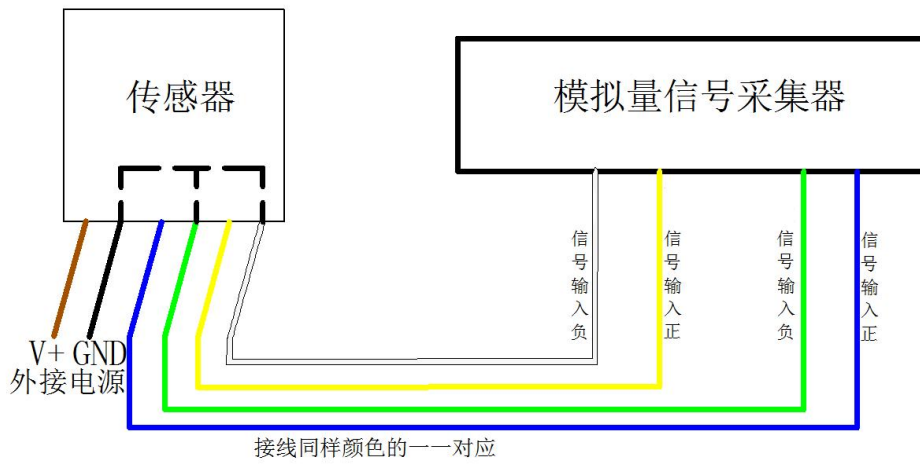 传感器
模拟量信号采集器
信号输入负
信号输入正
信号输入负
信号输入正
V+ GND
外接电源
接线同样颜色的一一对应